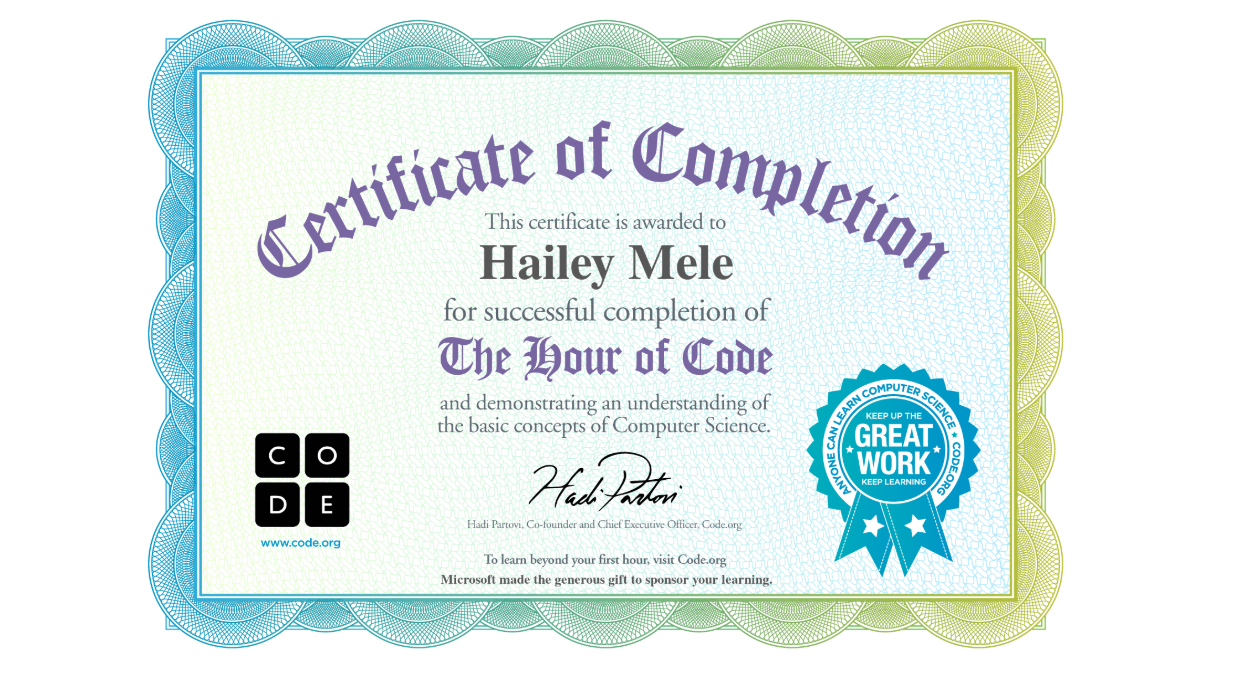 Certificate of Completion
This certificate is awarded to
Hailey Mele
for successful completion of
The Hour of Code
and demonstrating an understanding of
the basic concepts of Computer Science.
C O
D E
www.code.org
Hadi Partovi
Hadi Partovi, Co-founder and Chief Executive Officer, Code.org
To learn beyond your first hour, visit Code.org
Microsoft made the generous gift to sponsor your learning.
ANYONE CAN LEARN COMPUTER SCIENCE ★ CODE.ORG
KEEP UP THE
GREAT
WORK
KEEP LEARNING